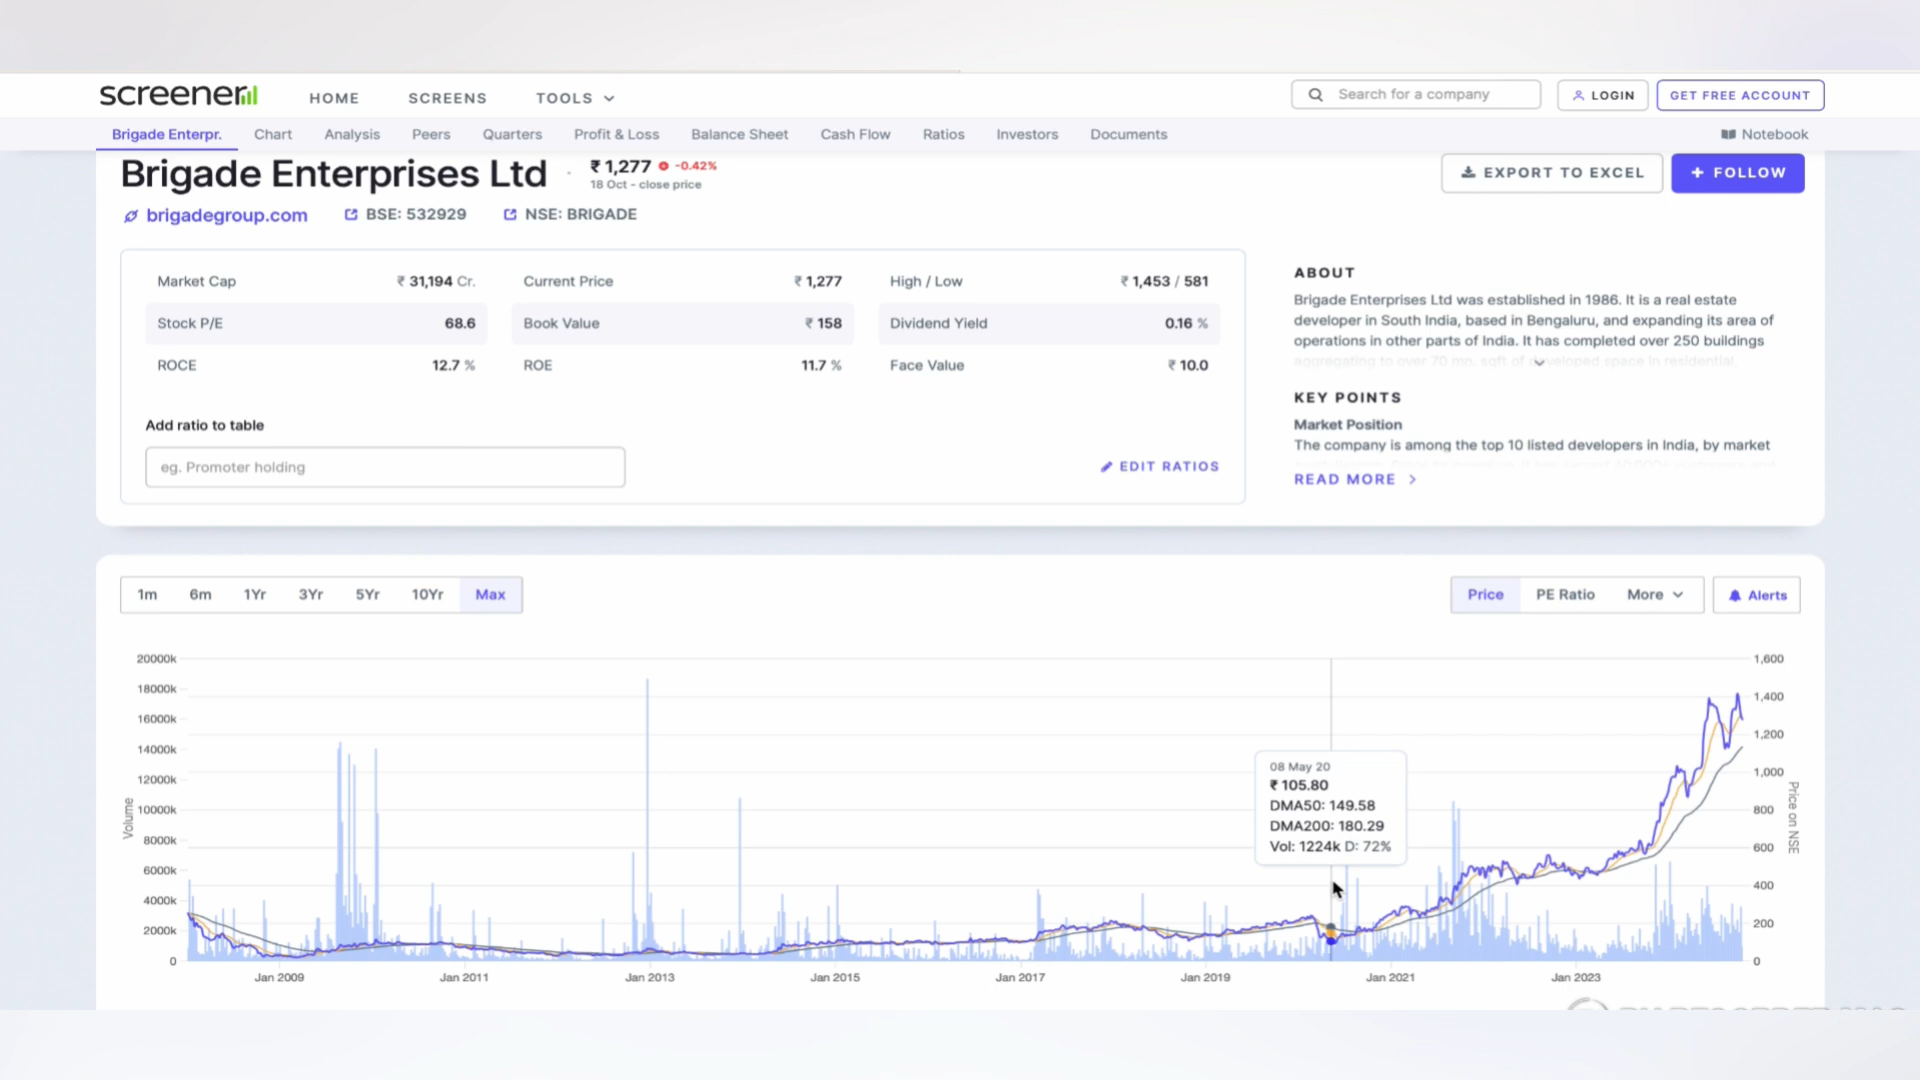 screener
HOME SCREENS TOOLS
Search for a company
LOGIN
GET FREE ACCOUNT
Brigade Enterpr. Chart Analysis Peers Quarters Profit & Loss Balance Sheet Cash Flow Ratios Investors Documents Notebook
Brigade Enterprises Ltd
₹ 1,277 -0.42%
18 Oct - close price
EXPORT TO EXCEL
+ FOLLOW
brigadegroup.com BSE: 532929 NSE: BRIGADE
Market Cap ₹ 31,194 Cr. Current Price ₹ 1,277 High / Low ₹ 1,453 / 581
Stock P/E 68.6 Book Value ₹ 158 Dividend Yield 0.16 %
ROCE 12.7 % ROE 11.7 % Face Value ₹ 10.0
Add ratio to table
eg. Promoter holding
EDIT RATIOS
ABOUT
Brigade Enterprises Ltd was established in 1986. It is a real estate
developer in South India, based in Bengaluru, and expanding its area of
operations in other parts of India. It has completed over 250 buildings
aggregating to over 70 mn. sqft of developed space in residential,
KEY POINTS
Market Position
The company is among the top 10 listed developers in India, by market
READ MORE
1m 6m 1Yr 3Yr 5Yr 10Yr Max
Price PE Ratio More
Alerts
20000k
18000k
16000k
14000k
12000k
10000k
8000k
6000k
4000k
2000k
0
Volume
1,600
1,400
1,200
1,000
800
600
400
200
0
Price on NSE
08 May 20
₹ 105.80
DMA50: 149.58
DMA200: 180.29
Vol: 1224k D: 72%
Jan 2009 Jan 2011 Jan 2013 Jan 2015 Jan 2017 Jan 2019 Jan 2021 Jan 2023